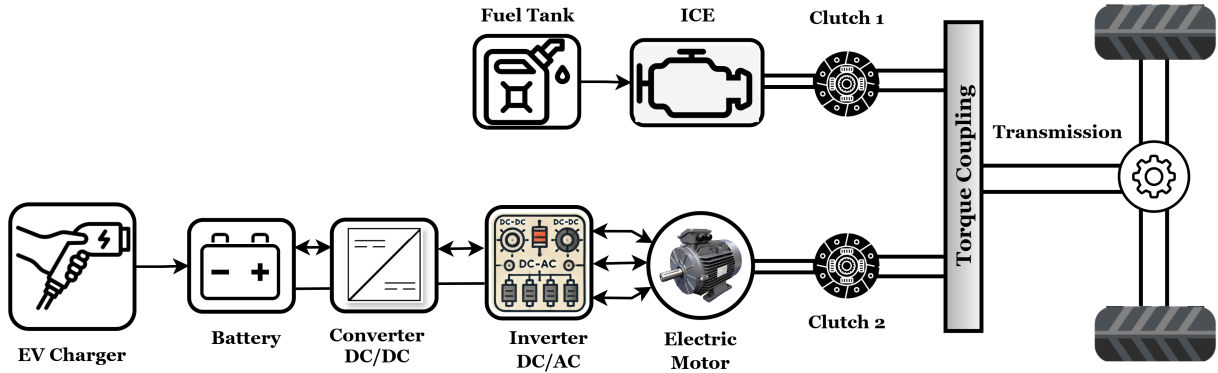 Fuel Tank
ICE
Clutch 1
Torque Coupling
Transmission
DC-DC
DC-DC
DC-AC
EV Charger
Battery
Converter
DC/DC
Inverter
DC/AC
Electric
Motor
Clutch 2